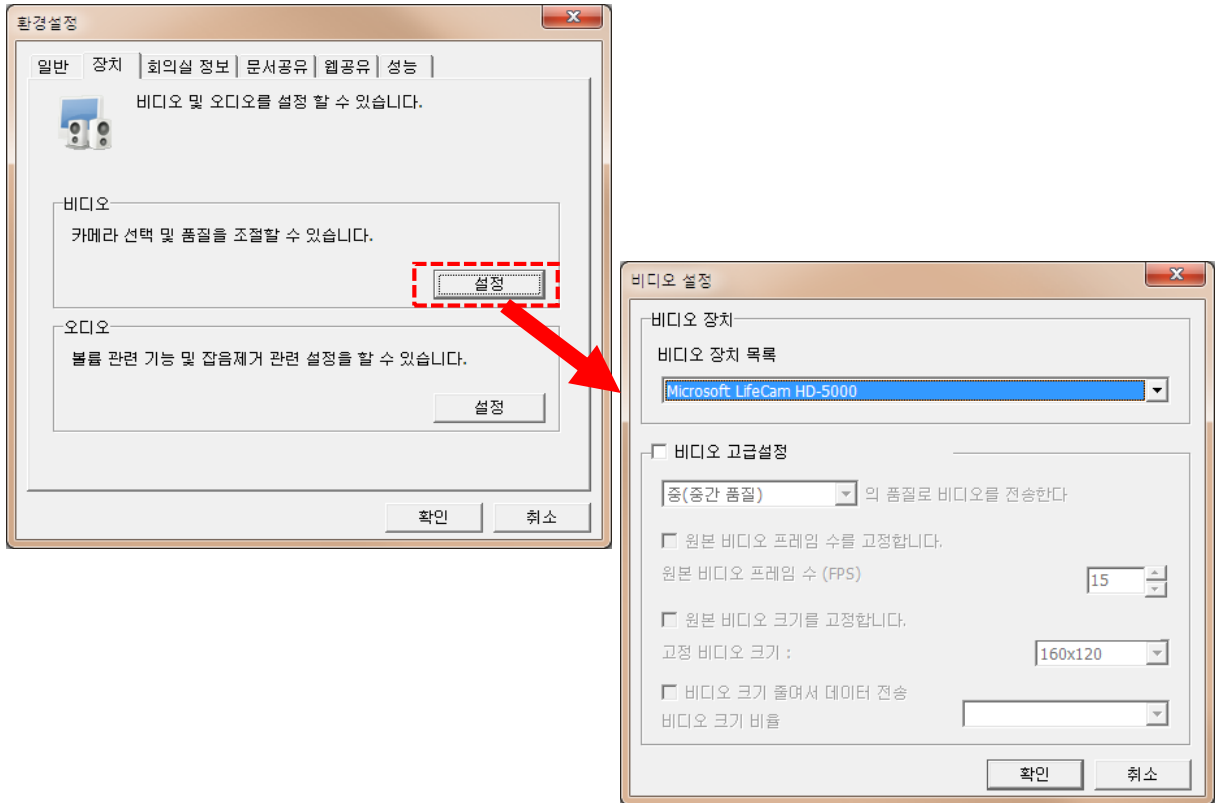 환경설정
일반 장치 회의실 정보 문서공유 웹공유 성능
비디오 및 오디오를 설정 할 수 있습니다.
비디오
카메라 선택 및 품질을 조절할 수 있습니다.
설정
오디오
볼륨 관련 기능 및 잡음제거 관련 설정을 할 수 있습니다.
설정
확인 취소
비디오 설정
비디오 장치
비디오 장치 목록
Microsoft LifeCam HD-5000
비디오 고급설정
중(중간 품질) 의 품질로 비디오를 전송한다
원본 비디오 프레임 수를 고정합니다.
원본 비디오 프레임 수 (FPS) 15
원본 비디오 크기를 고정합니다.
고정 비디오 크기 : 160x120
비디오 크기 줄여서 데이터 전송
비디오 크기 비율
확인 취소